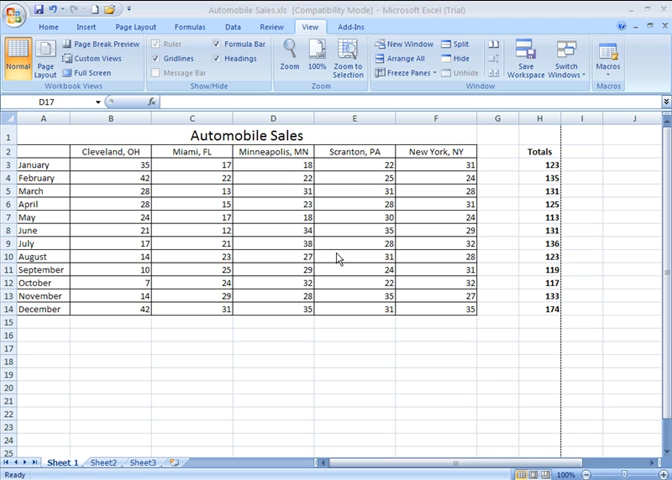 Automobile Sales.xls [Compatibility Mode] - Microsoft Excel (Trial)
Home Insert Page Layout Formulas Data Review View Add-Ins
Normal Page Layout Page Break Preview Custom Views Full Screen
Workbook Views
Ruler Gridlines Message Bar Formula Bar Headings
Show/Hide
Zoom 100% Zoom to Selection
Zoom
New Window Arrange All Freeze Panes Split Hide Unhide Save Workspace Switch Windows
Window
Macros
Macros
D17 fx
A B C D E F G H I J
1 Automobile Sales
2 Cleveland, OH Miami, FL Minneapolis, MN Scranton, PA New York, NY Totals
3 January 35 17 18 22 31 123
4 February 42 22 22 25 24 135
5 March 28 13 31 31 28 131
6 April 28 15 23 28 31 125
7 May 24 17 18 30 24 113
8 June 21 12 34 35 29 131
9 July 17 21 38 28 32 136
10 August 14 23 27 31 28 123
11 September 10 25 29 24 31 119
12 October 7 24 32 22 32 117
13 November 14 29 28 35 27 133
14 December 42 31 35 31 35 174
15
16
17
18
19
20
21
22
23
24
25
Sheet 1 Sheet2 Sheet3
Ready 100%